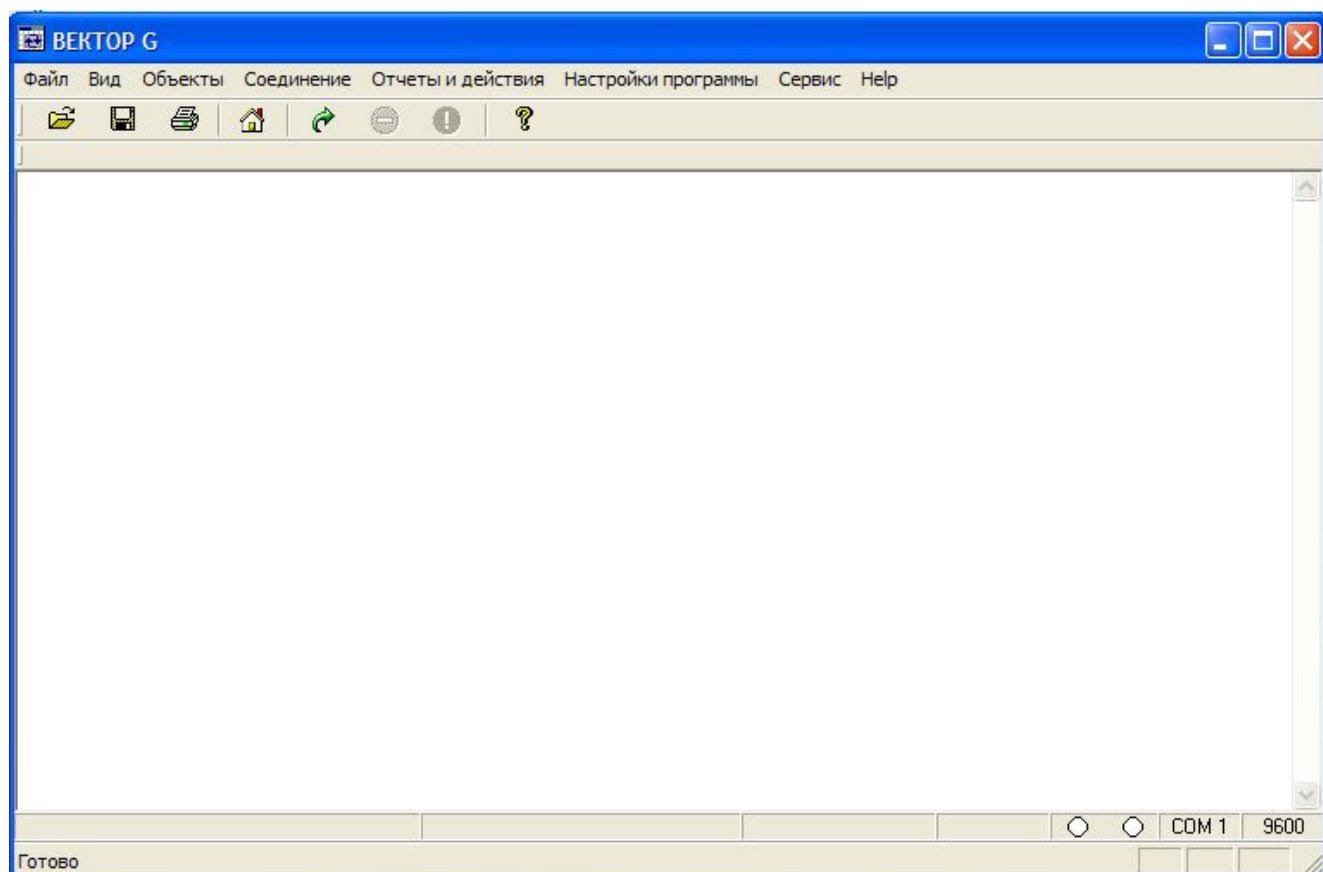 ВЕКТОР G
Файл Вид Объекты Соединение Отчеты и действия Настройки программы Сервис Help
COM 1 9600
Готово